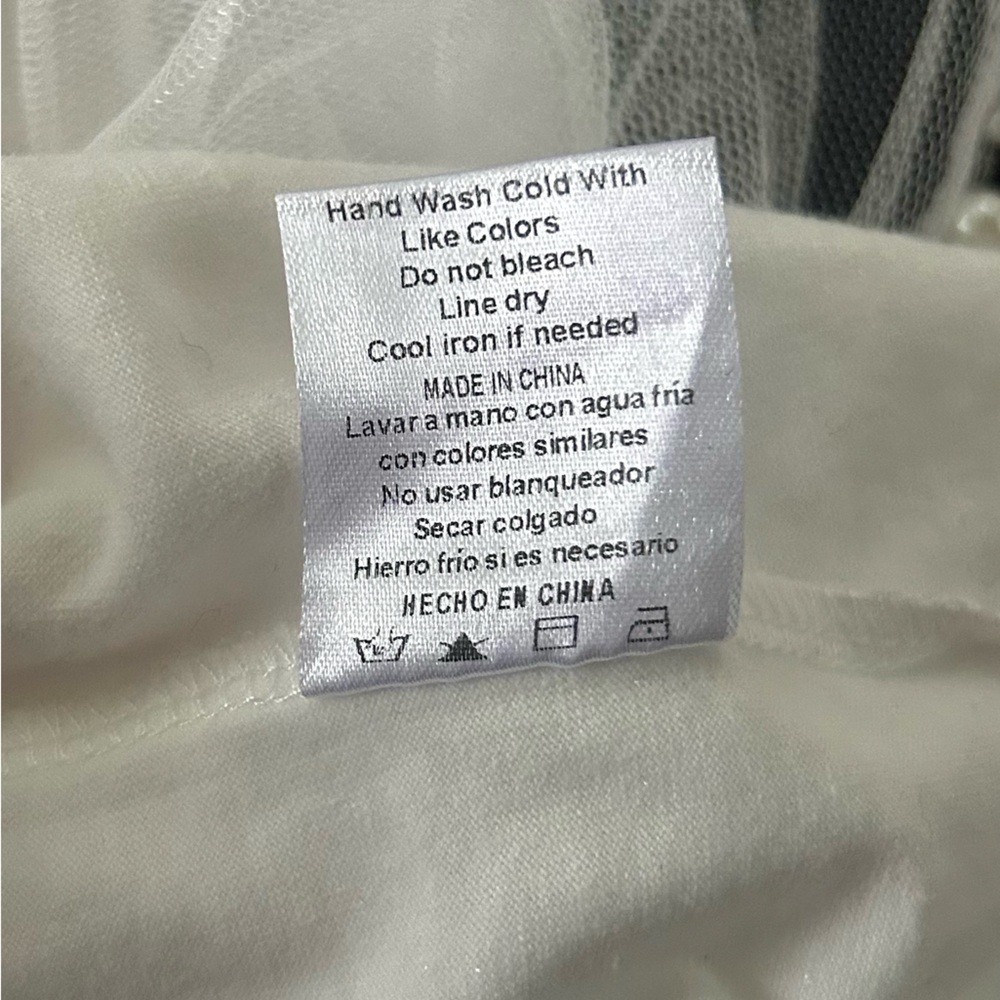 Hand Wash Cold With
Like Colors
Do not bleach
Line dry
Cool iron if needed
MADE IN CHINA
Lavar a mano con agua fría
con colores similares
No usar blanqueador
Secar colgado
Hierro frío si es necesario
HECHO EN CHINA